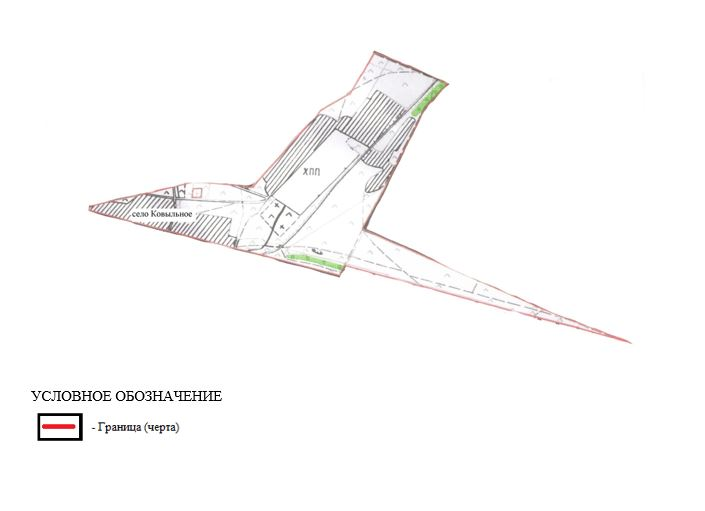 ХПП
село Ковыльное
УСЛОВНОЕ ОБОЗНАЧЕНИЕ
- Граница (черта)